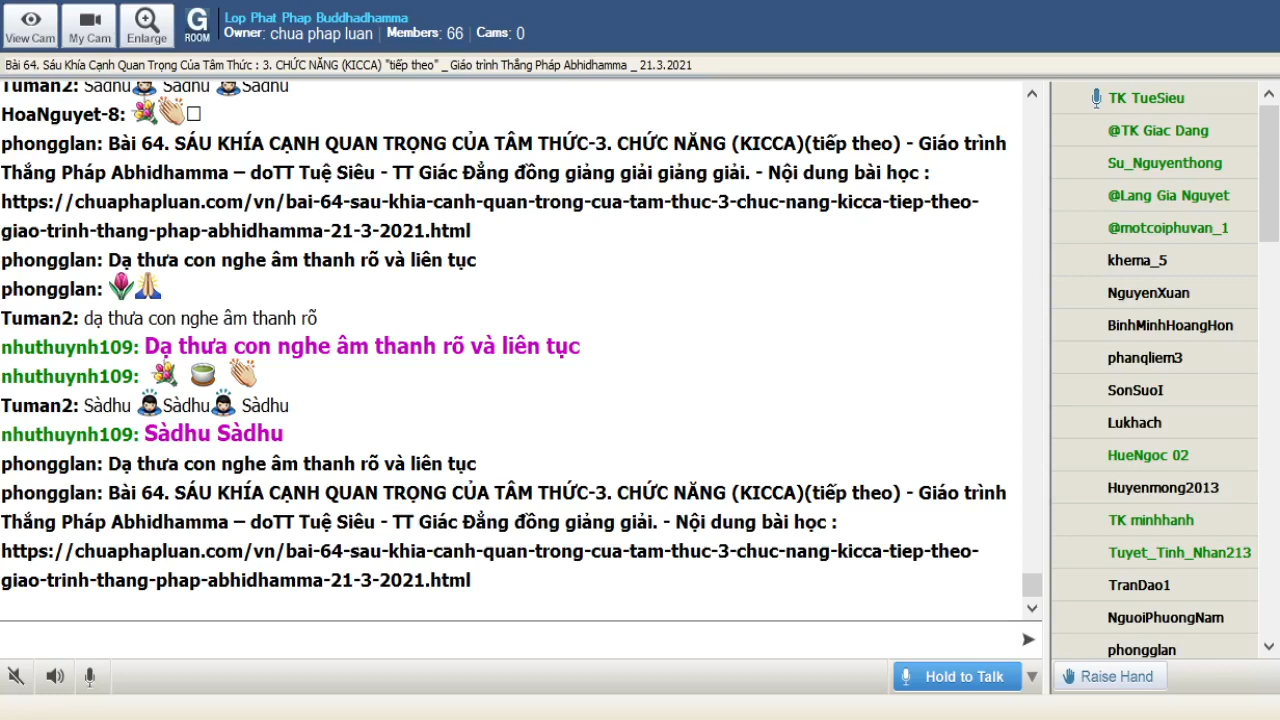 View Cam
My Cam
Enlarge
G
ROOM
Lop Phat Phap Buddhadhamma
Owner: chua phap luan | Members: 66 | Cams: 0
Bài 64. Sáu Khía Cạnh Quan Trọng Của Tâm Thức : 3. CHỨC NĂNG (KICCA) "tiếp theo" _ Giáo trình Thắng Pháp Abhidhamma _ 21.3.2021
Tuman2: Sàdhu Sàdhu Sàdhu
HoaNguyet-8:
phongglan: Bài 64. SÁU KHÍA CẠNH QUAN TRỌNG CỦA TÂM THỨC-3. CHỨC NĂNG (KICCA)(tiếp theo) - Giáo trình
Thắng Pháp Abhidhamma – doTT Tuệ Siêu - TT Giác Đẳng đồng giảng giải giảng giải. - Nội dung bài học :
https://chuaphapluan.com/vn/bai-64-sau-khia-canh-quan-trong-cua-tam-thuc-3-chuc-nang-kicca-tiep-theo-
giao-trinh-thang-phap-abhidhamma-21-3-2021.html
phongglan: Dạ thưa con nghe âm thanh rõ và liên tục
phongglan:
Tuman2: dạ thưa con nghe âm thanh rõ
nhuthuynh109: Dạ thưa con nghe âm thanh rõ và liên tục
nhuthuynh109:
Tuman2: Sàdhu Sàdhu Sàdhu
nhuthuynh109: Sàdhu Sàdhu
phongglan: Dạ thưa con nghe âm thanh rõ và liên tục
phongglan: Bài 64. SÁU KHÍA CẠNH QUAN TRỌNG CỦA TÂM THỨC-3. CHỨC NĂNG (KICCA)(tiếp theo) - Giáo trình
Thắng Pháp Abhidhamma – doTT Tuệ Siêu - TT Giác Đẳng đồng giảng giải. - Nội dung bài học :
https://chuaphapluan.com/vn/bai-64-sau-khia-canh-quan-trong-cua-tam-thuc-3-chuc-nang-kicca-tiep-theo-
giao-trinh-thang-phap-abhidhamma-21-3-2021.html
Hold to Talk
TK TueSieu
@TK Giac Dang
Su_Nguyenthong
@Lang Gia Nguyet
@motcoiphuvan_1
khema_5
NguyenXuan
BinhMinhHoangHon
phanqliem3
SonSuoI
Lukhach
HueNgoc 02
Huyenmong2013
TK minhhanh
Tuyet_Tinh_Nhan213
TranDao1
NguoiPhuongNam
phongglan
Raise Hand